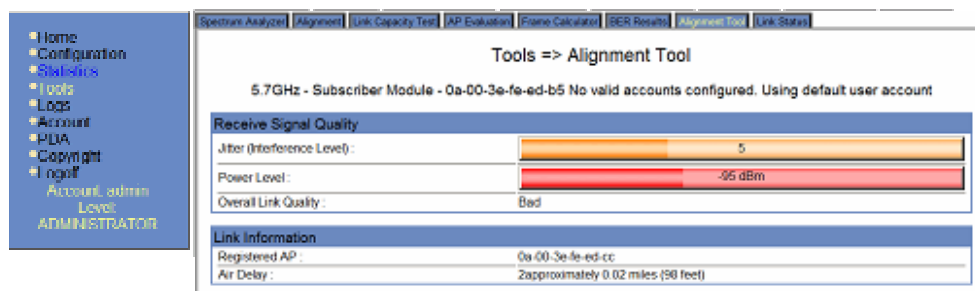 Spectrum Analyzer Alignment Link Capacity Test AP Evaluation Frame Calculator BER Results Alignment Tool Link Status
Home
Configuration
Statistics
Tools
Logs
Account
PDA
Copyright
Logoff
Account: admin
Level:
ADMINISTRATOR
Tools => Alignment Tool
5.7GHz - Subscriber Module - 0a-00-3e-fe-ed-b5 No valid accounts configured. Using default user account
Receive Signal Quality
Jitter (Interference Level) : 5
Power Level : -95 dBm
Overall Link Quality : Bad
Link Information
Registered AP : 0a-00-3e-fe-ed-cc
Air Delay : 2approximately 0.02 miles (98 feet)